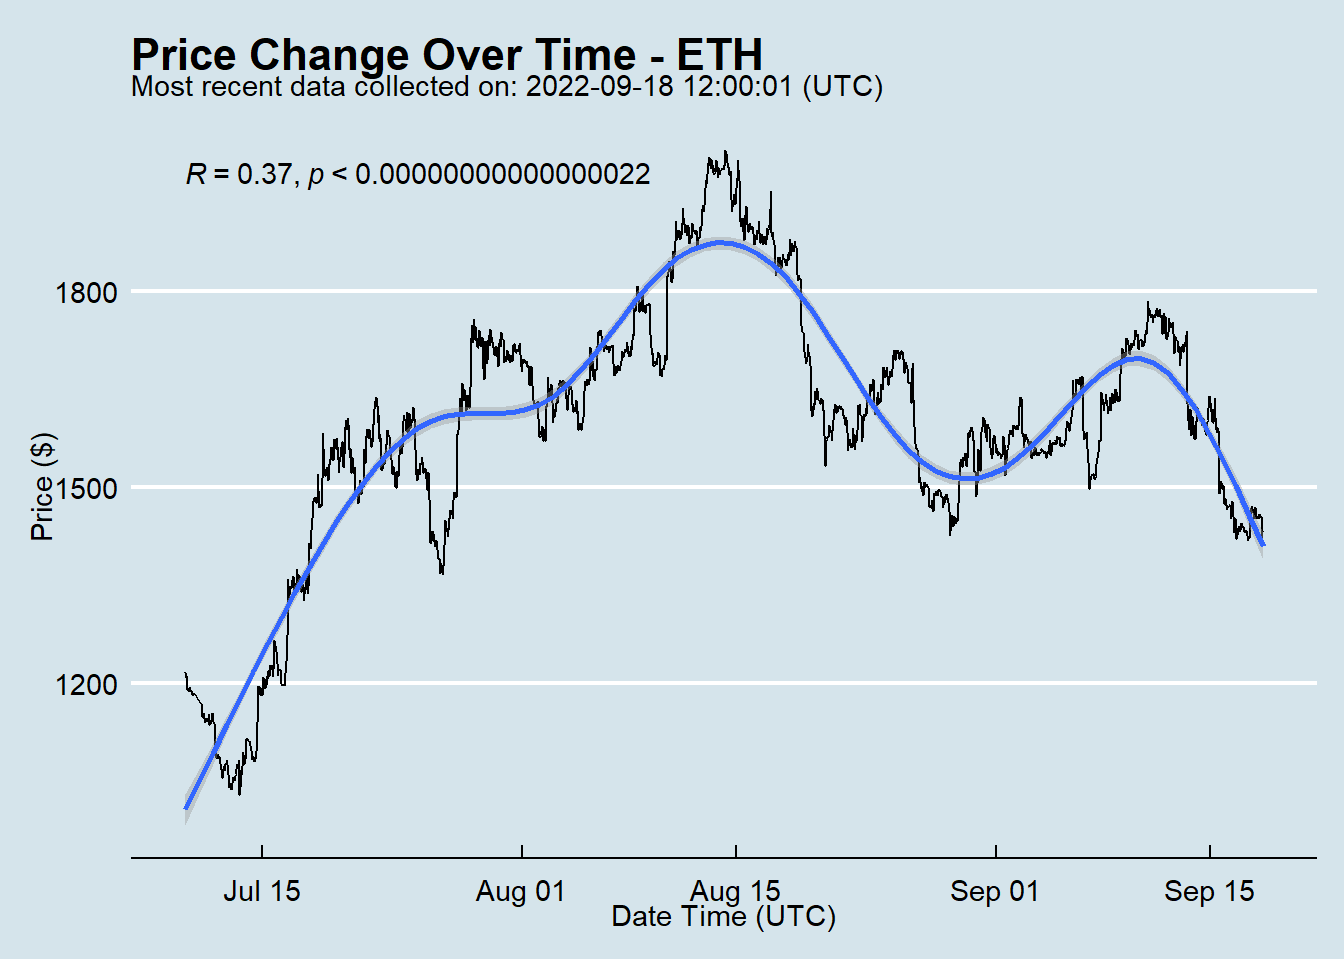 Price Change Over Time - ETH
Most recent data collected on: 2022-09-18 12:00:01 (UTC)
R = 0.37, p < 0.00000000000000022
1800
1500
1200
Price ($)
Jul 15
Aug 01
Aug 15
Sep 01
Sep 15
Date Time (UTC)